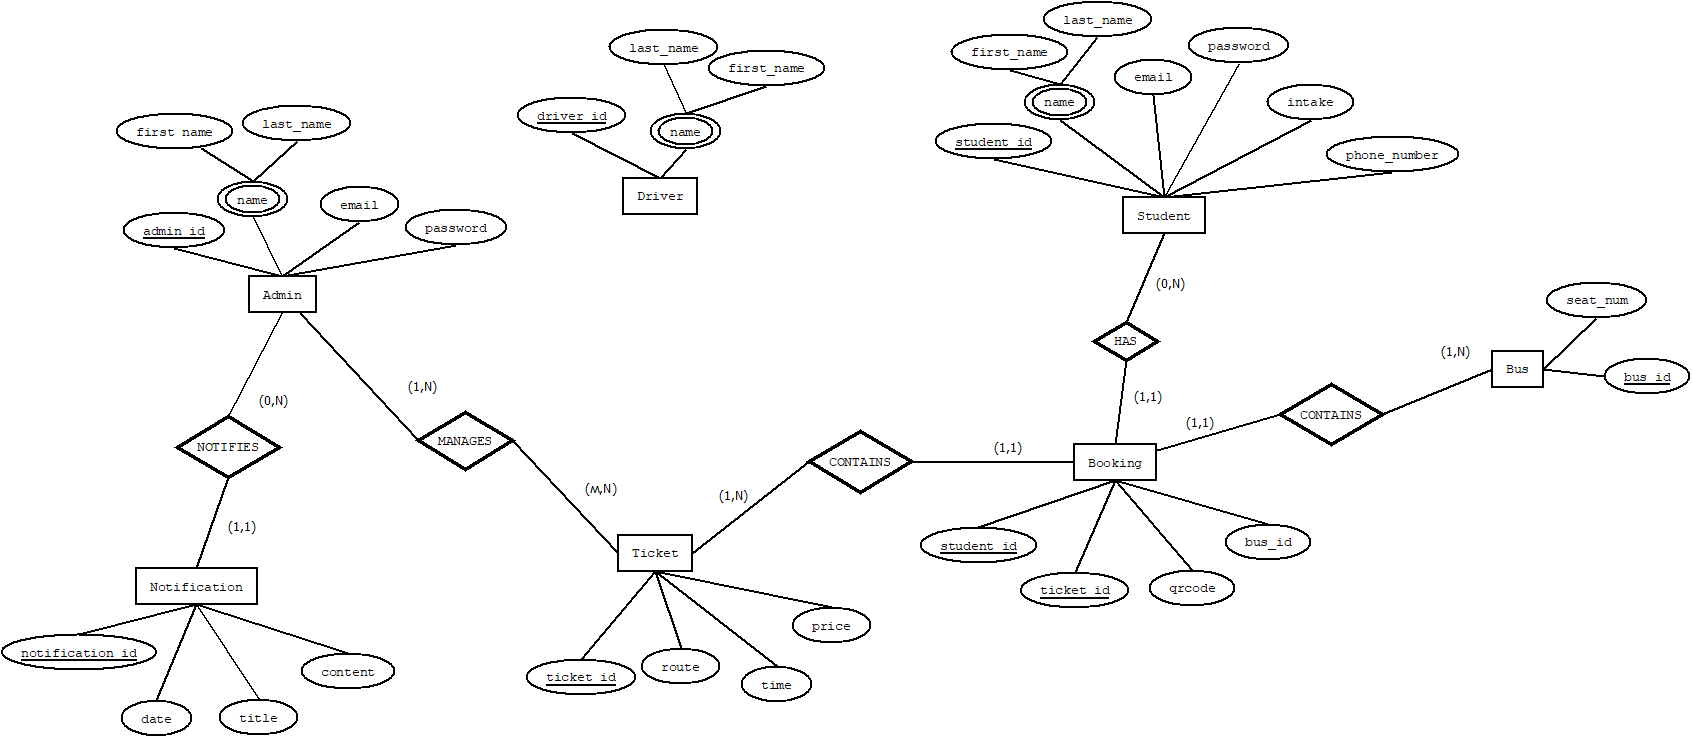 last_name
first_name
password
email
name
intake
student_id
phone_number
Student
last_name
first_name
driver_id
name
Driver
first_name
last_name
name
email
admin_id
password
Admin
(0,N)
HAS
(1,1)
seat_num
Bus
bus_id
(1,N)
CONTAINS
(1,1)
(0,N)
NOTIFIES
(1,1)
(1,N)
MANAGES
(M,N)
(1,N)
CONTAINS
(1,1)
Booking
student_id
ticket_id
qrcode
bus_id
Ticket
ticket_id
route
time
price
Notification
notification_id
date
title
content